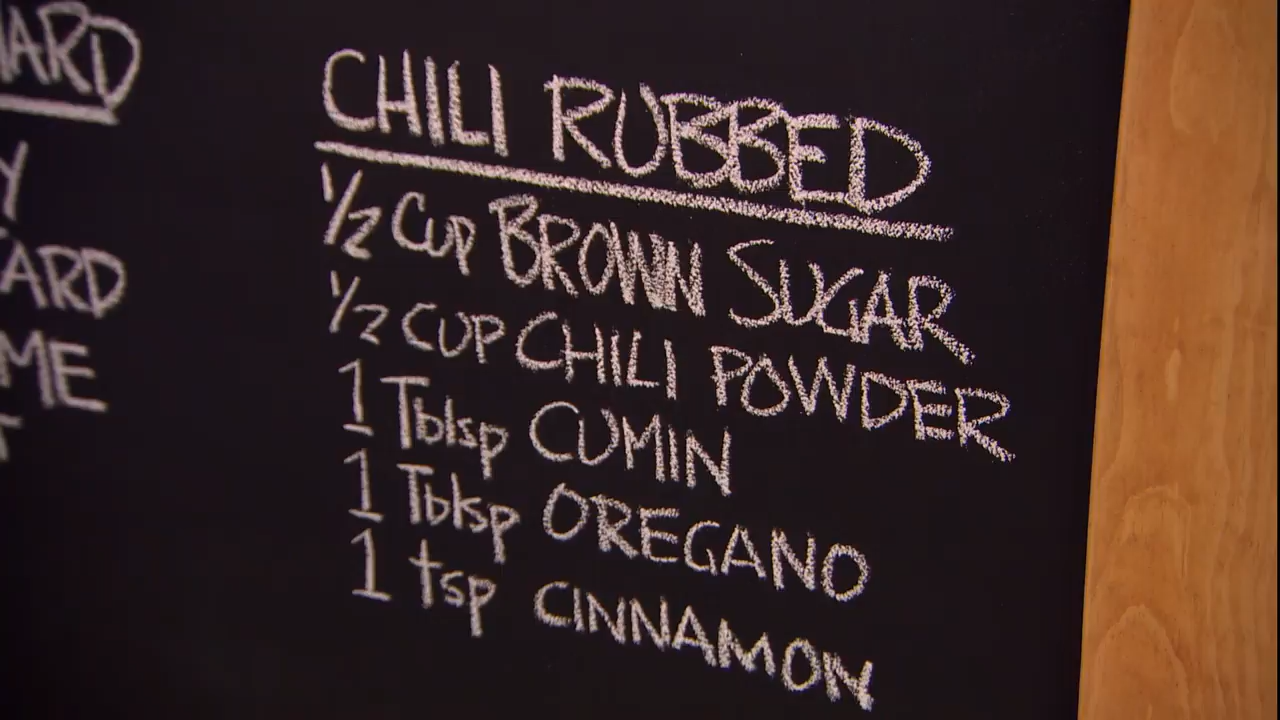 CHILI RUBBED
1/2 CUP BROWN SUGAR
1/2 CUP CHILI POWDER
1 Tblsp CUMIN
1 Tblsp OREGANO
1 tsp CINNAMON